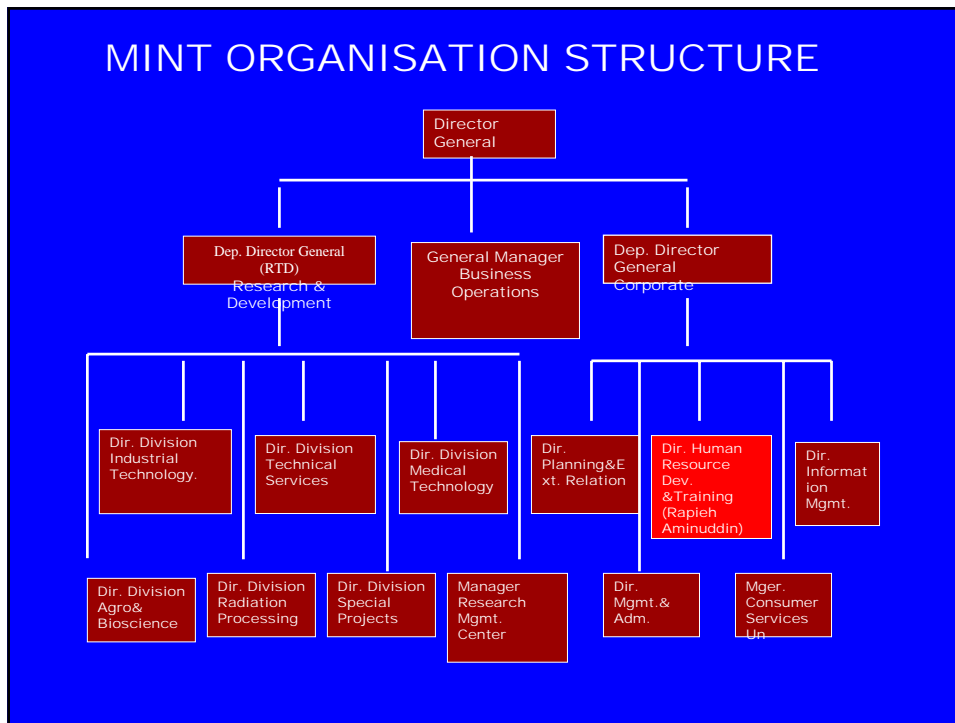 MINT ORGANISATION STRUCTURE
Director
General
Dep. Director General
(RTD)
Research &
Development
General Manager
Business
Operations
Dep. Director
General
Corporate
Dir. Division
Industrial
Technology.
Dir. Division
Technical
Services
Dir. Division
Medical
Technology
Dir.
Planning&E
xt. Relation
Dir. Human
Resource
Dev.
&Training
(Rapieh
Aminuddin)
Dir.
Informat
ion
Mgmt.
Dir. Division
Agro&
Bioscience
Dir. Division
Radiation
Processing
Dir. Division
Special
Projects
Manager
Research
Mgmt.
Center
Dir.
Mgmt.&
Adm.
Mger.
Consumer
Services
Un